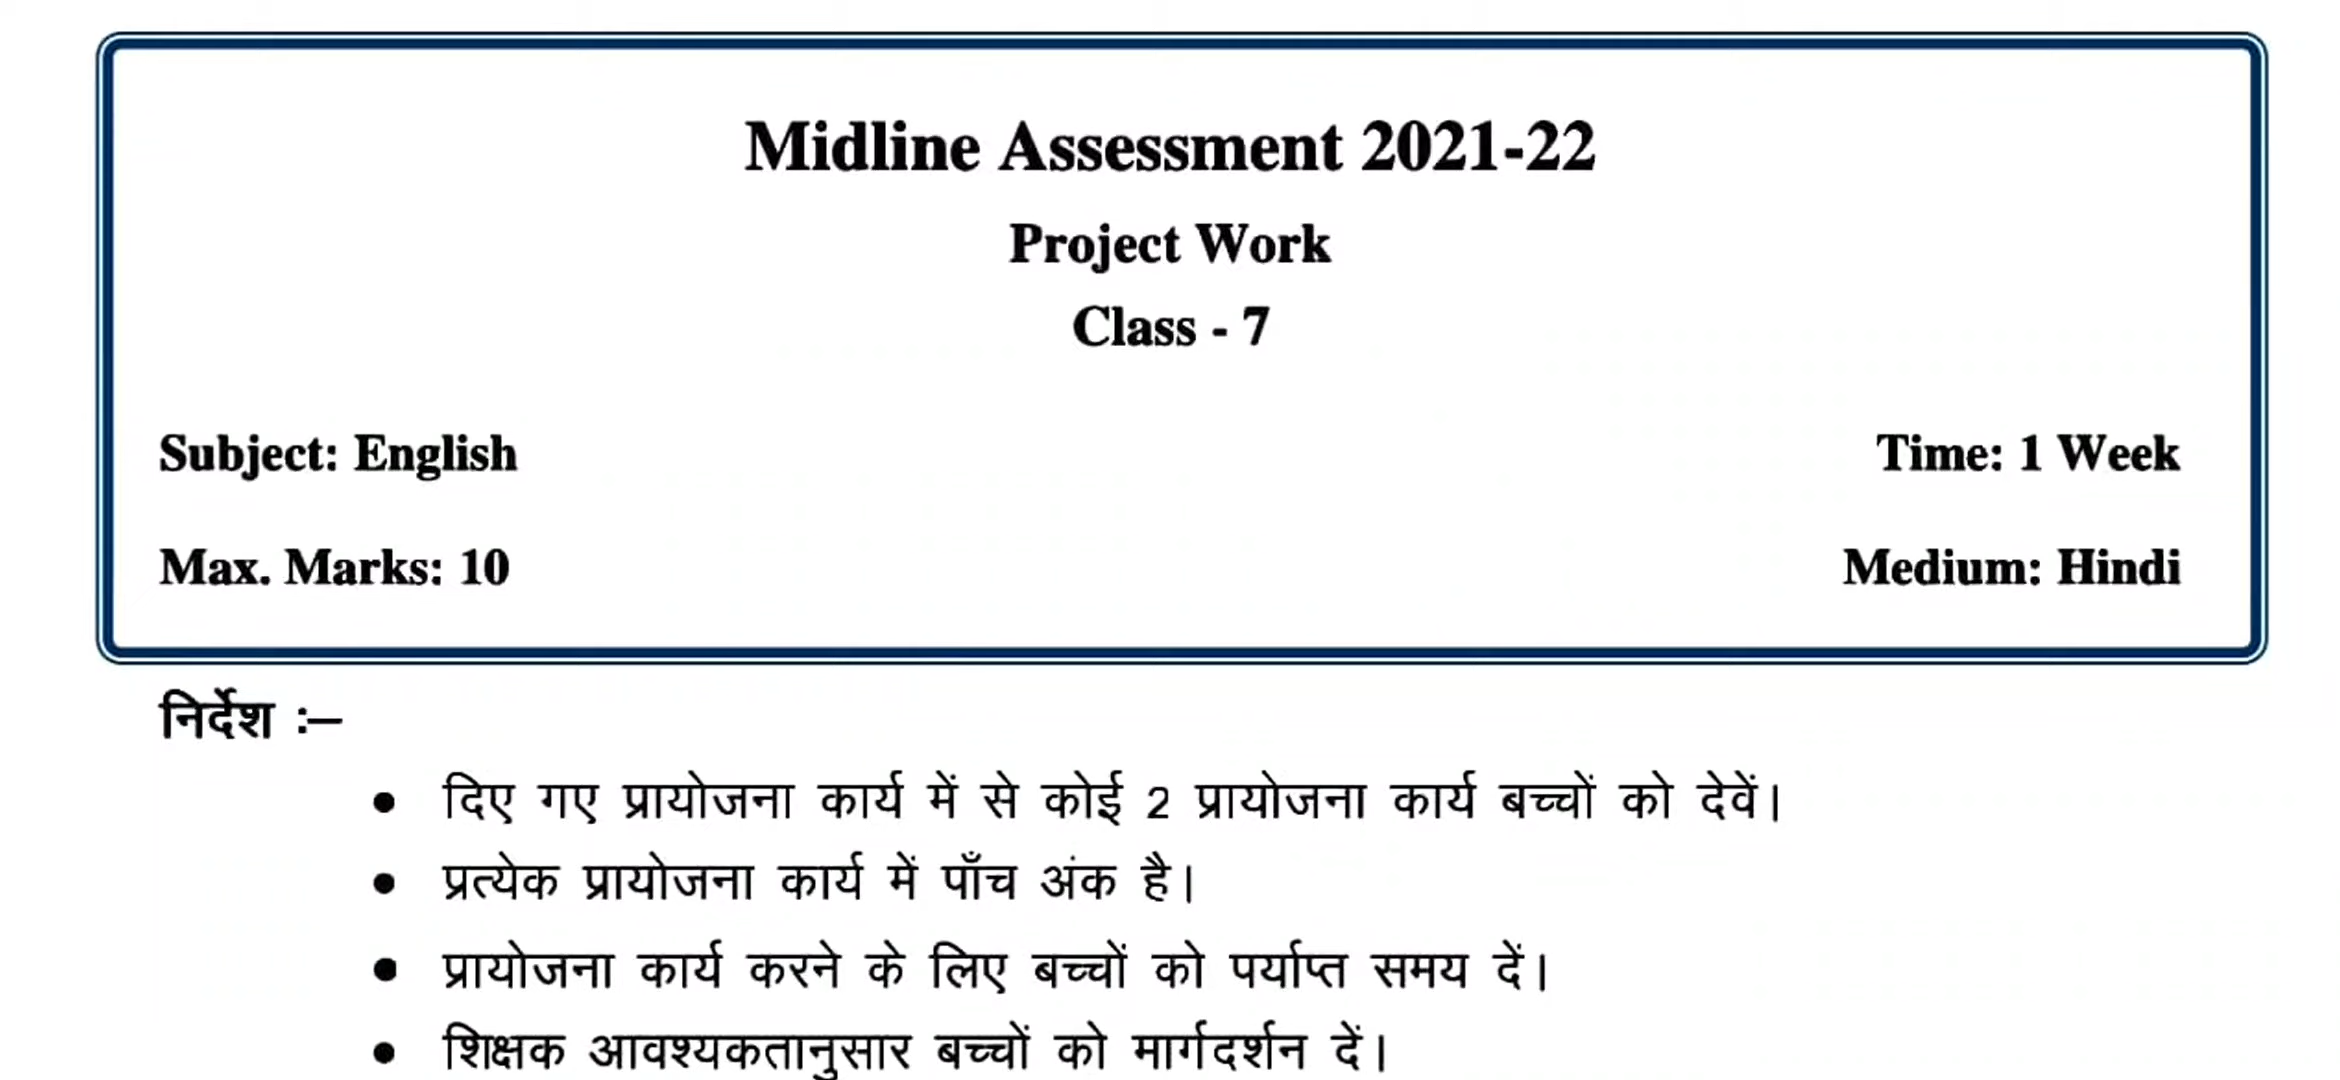 Midline Assessment 2021-22
Project Work
Class - 7
Subject: English Time: 1 Week
Max. Marks: 10 Medium: Hindi
निर्देश :–
• दिए गए प्रायोजना कार्य में से कोई 2 प्रायोजना कार्य बच्चों को देवें।
• प्रत्येक प्रायोजना कार्य में पाँच अंक है।
• प्रायोजना कार्य करने के लिए बच्चों को पर्याप्त समय दें।
• शिक्षक आवश्यकतानुसार बच्चों को मार्गदर्शन दें।